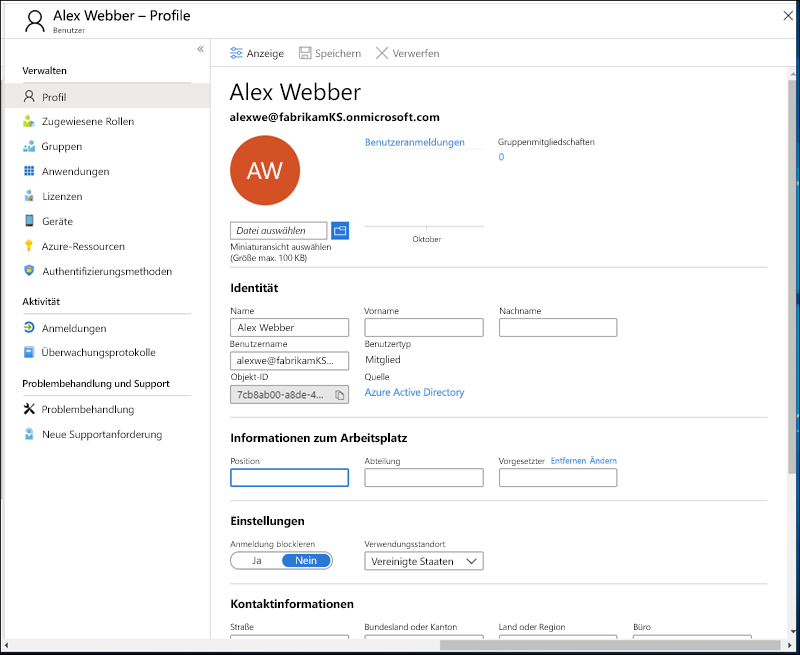 Alex Webber – Profile
Benutzer
«
Verwalten
Profil
Zugewiesene Rollen
Gruppen
Anwendungen
Lizenzen
Geräte
Azure-Ressourcen
Authentifizierungsmethoden
Aktivität
Anmeldungen
Überwachungsprotokolle
Problembehandlung und Support
Problembehandlung
Neue Supportanforderung
Anzeige Speichern Verwerfen
Alex Webber
alexwe@fabrikamKS.onmicrosoft.com
AW
Benutzeranmeldungen
Gruppenmitgliedschaften
0
Oktober
Datei auswählen
Miniaturansicht auswählen
(Größe max. 100 KB)
Identität
Name Vorname Nachname
Alex Webber
Benutzername Benutzertyp
alexwe@fabrikamKS... Mitglied
Objekt-ID Quelle
7cb8ab00-a8de-4... Azure Active Directory
Informationen zum Arbeitsplatz
Position Abteilung Vorgesetzter Entfernen Ändern
Einstellungen
Anmeldung blockieren Verwendungsstandort
Ja Nein Vereinigte Staaten
Kontaktinformationen
Straße Bundesland oder Kanton Land oder Region Büro